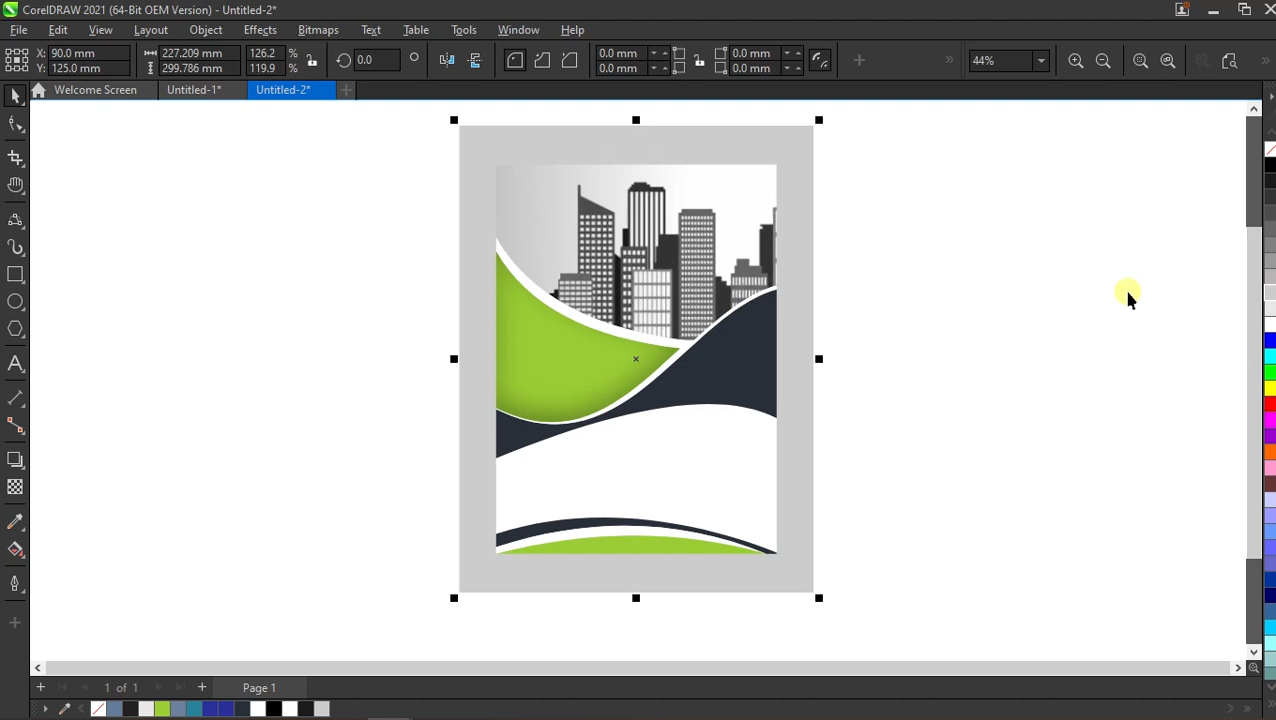 CorelDRAW 2021 (64-Bit OEM Version) - Untitled-2*
File Edit View Layout Object Effects Bitmaps Text Table Tools Window Help
X: 90.0 mm 227.209 mm 126.2 % 0.0 ° 0.0 mm 0.0 mm 44%
Y: 125.0 mm 299.786 mm 119.9 % 0.0 mm 0.0 mm
Welcome Screen Untitled-1* Untitled-2*
1 of 1 Page 1